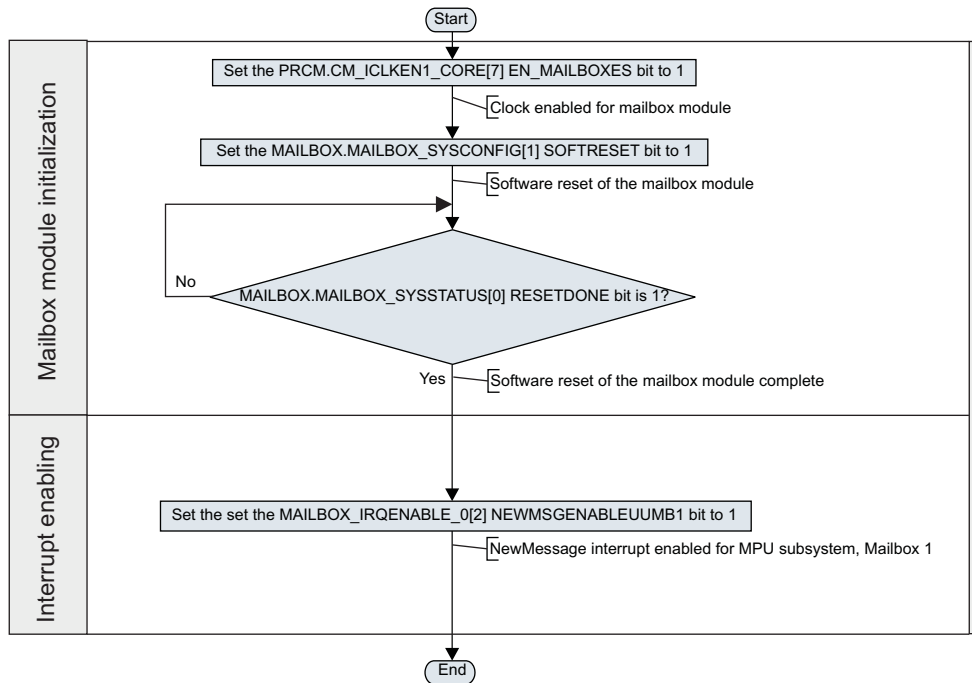 Start
Mailbox module initialization
Set the PRCM.CM_ICLKEN1_CORE[7] EN_MAILBOXES bit to 1
Clock enabled for mailbox module
Set the MAILBOX.MAILBOX_SYSCONFIG[1] SOFTRESET bit to 1
Software reset of the mailbox module
No
MAILBOX.MAILBOX_SYSSTATUS[0] RESETDONE bit is 1?
Yes
Software reset of the mailbox module complete
Interrupt enabling
Set the set the MAILBOX_IRQENABLE_0[2] NEWMSGENABLEUUMB1 bit to 1
NewMessage interrupt enabled for MPU subsystem, Mailbox 1
End